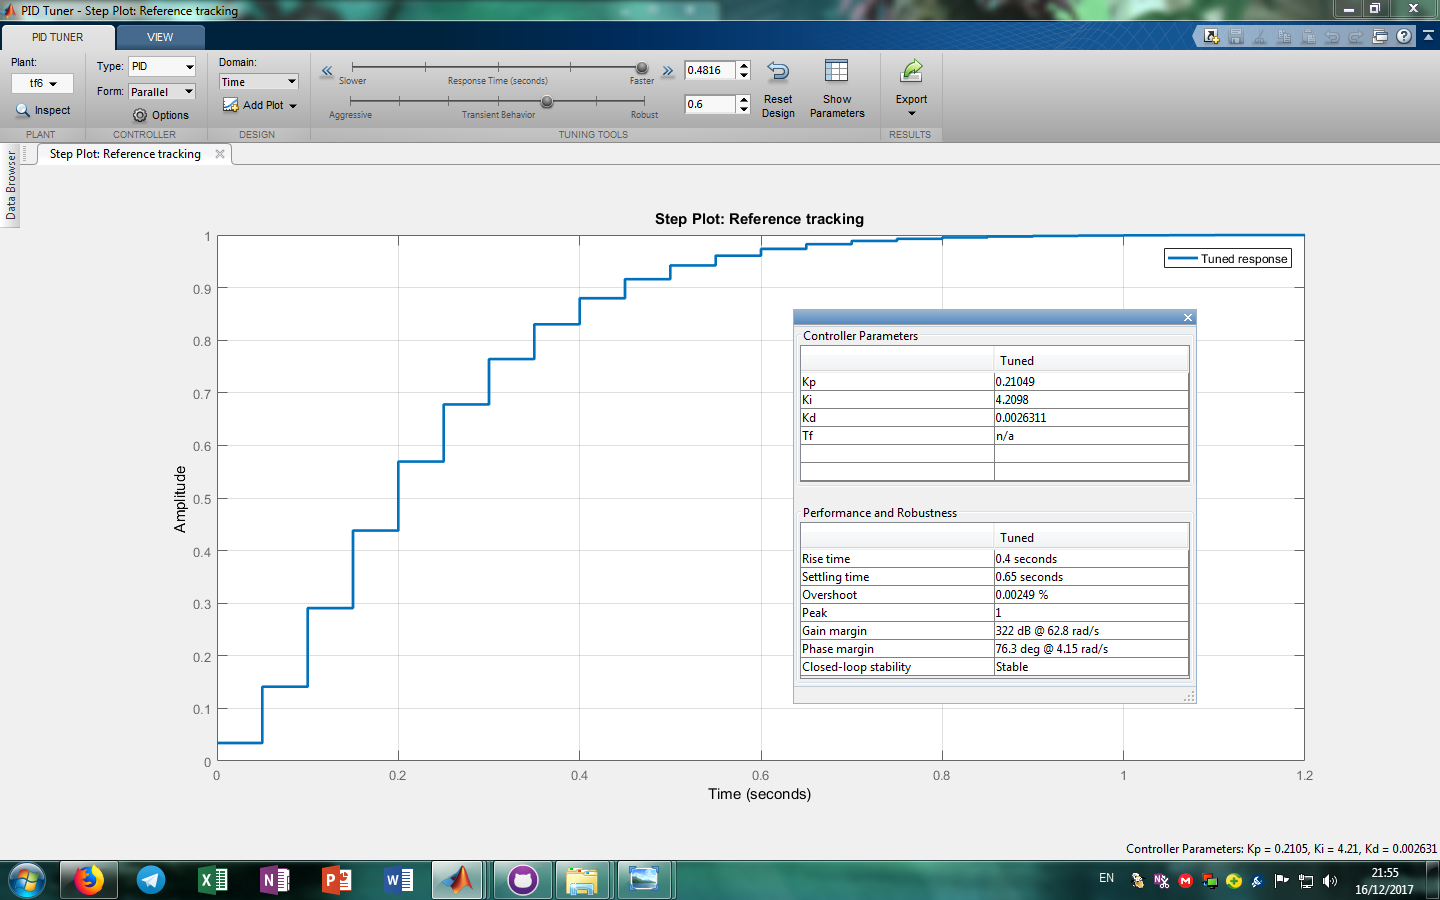 PID Tuner - Step Plot: Reference tracking
PID TUNER
VIEW
Plant:
tf6
Inspect
PLANT
Type: PID
Form: Parallel
Options
CONTROLLER
Domain:
Time
Add Plot
DESIGN
Slower Response Time (seconds) Faster
0.4816
Aggressive Transient Behavior Robust
0.6
Reset
Design
Show
Parameters
TUNING TOOLS
Export
RESULTS
Data Browser
Step Plot: Reference tracking
Step Plot: Reference tracking
Tuned response
Amplitude
1
0.9
0.8
0.7
0.6
0.5
0.4
0.3
0.2
0.1
0
0 0.2 0.4 0.6 0.8 1 1.2
Time (seconds)
Controller Parameters
Tuned
Kp 0.21049
Ki 4.2098
Kd 0.0026311
Tf n/a
Performance and Robustness
Tuned
Rise time 0.4 seconds
Settling time 0.65 seconds
Overshoot 0.00249 %
Peak 1
Gain margin 322 dB @ 62.8 rad/s
Phase margin 76.3 deg @ 4.15 rad/s
Closed-loop stability Stable
Controller Parameters: Kp = 0.2105, Ki = 4.21, Kd = 0.002631
EN
21:55
16/12/2017